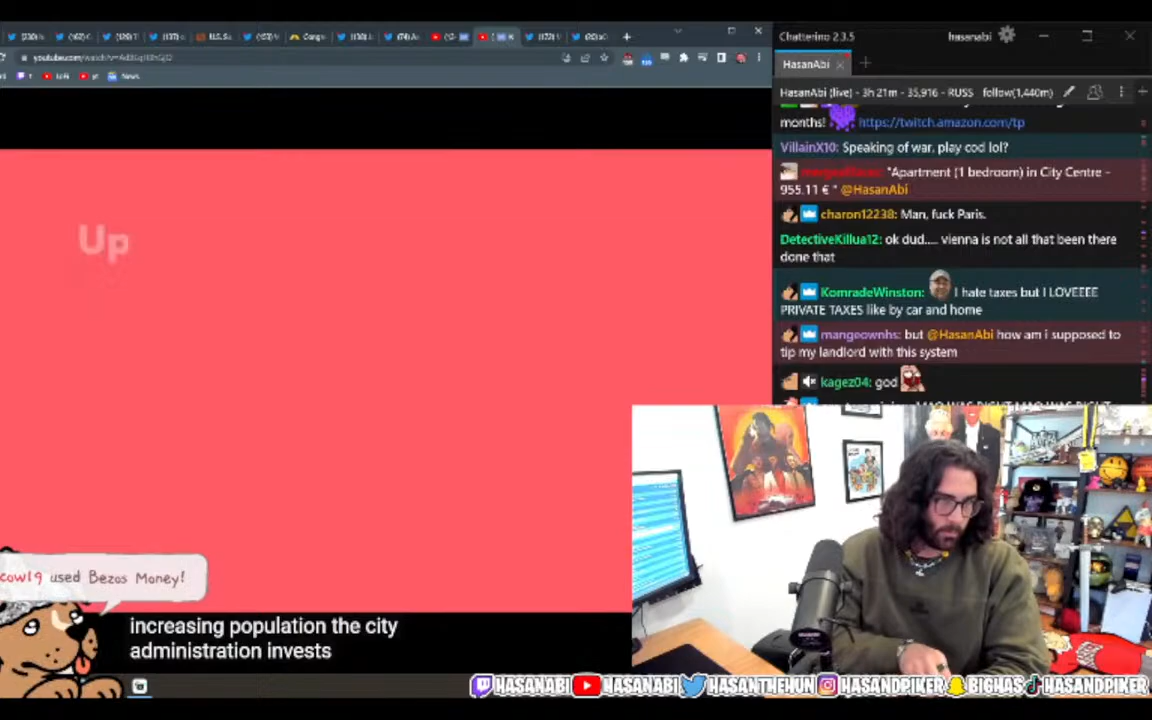 Chatterino 2.3.5
hasanabi
HasanAbi
HasanAbi (live) - 3h 21m - 35,916 - RUSS follow(1,440m)
months! https://twitch.amazon.com/tp
VillainX10: Speaking of war, play cod lol?
"Apartment (1 bedroom) in City Centre -
955.11 € " @HasanAbi
charon12238: Man, fuck Paris.
DetectiveKillua12: ok dud.... vienna is not all that been there
done that
KomradeWinston: I hate taxes but I LOVEEEE
PRIVATE TAXES like by car and home
mangeownhs: but @HasanAbi how am i supposed to
tip my landlord with this system
kagez04: god
Up
cowl9 used Bezos Money!
increasing population the city
administration invests
HASANABI HASANABI HASANTHEHUN HASANDPIKER BIGHAS HASANDPIKER